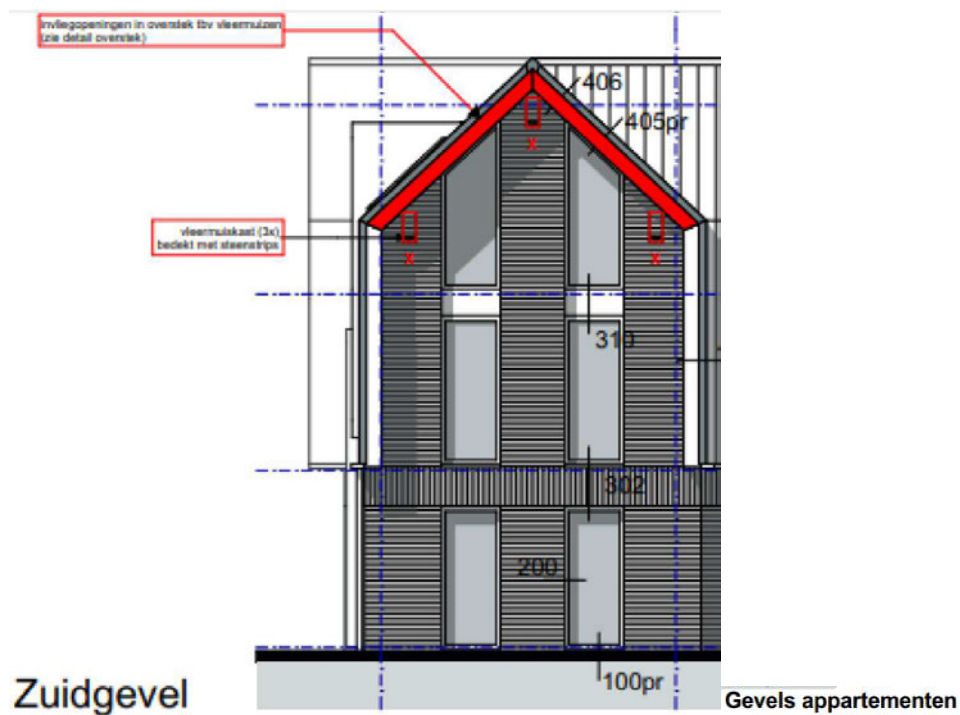 Invliegopeningen in overstek tbv vleermuizen
(zie detail overstek)
406
405pr
x
vleermuiskast (3x)
bedekt met steenstrips
x
x
310
302
200
100pr
Zuidgevel
Gevels appartementen